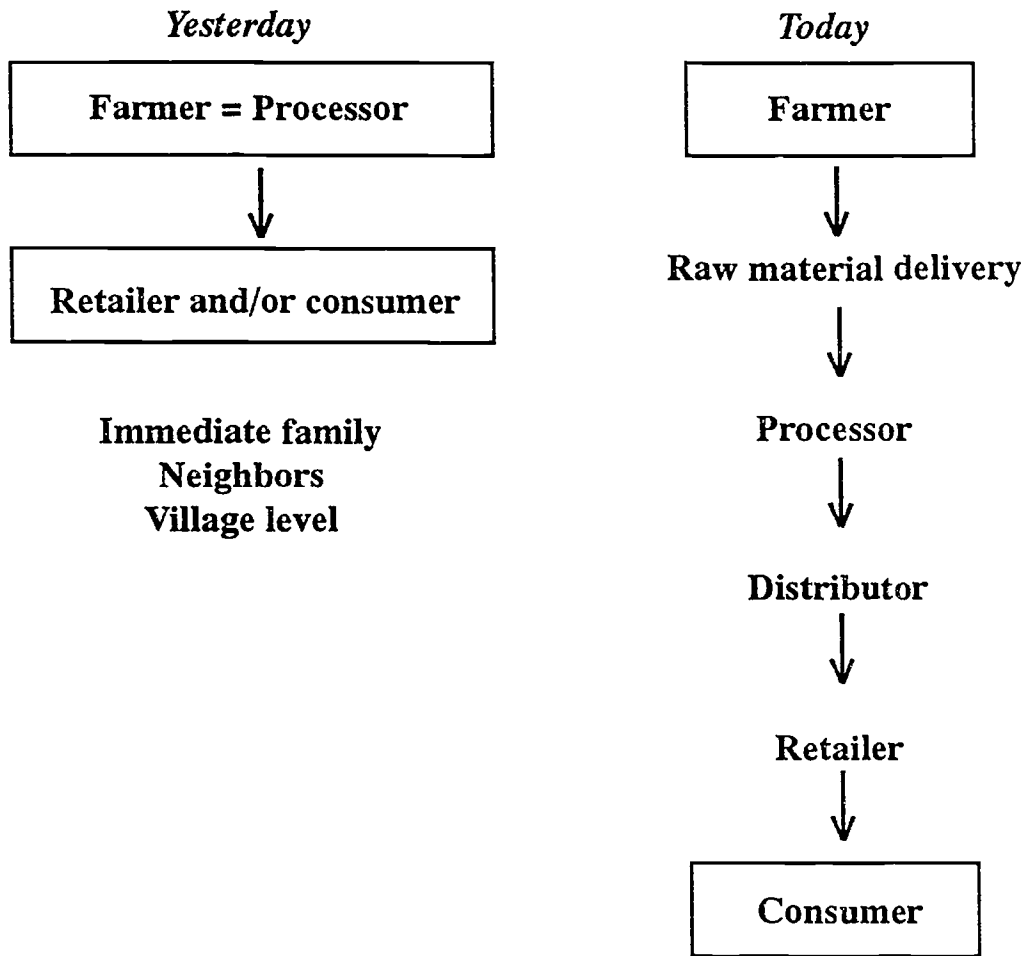 Yesterday
Farmer = Processor
Retailer and/or consumer
Immediate family
Neighbors
Village level
Today
Farmer
Raw material delivery
Processor
Distributor
Retailer
Consumer